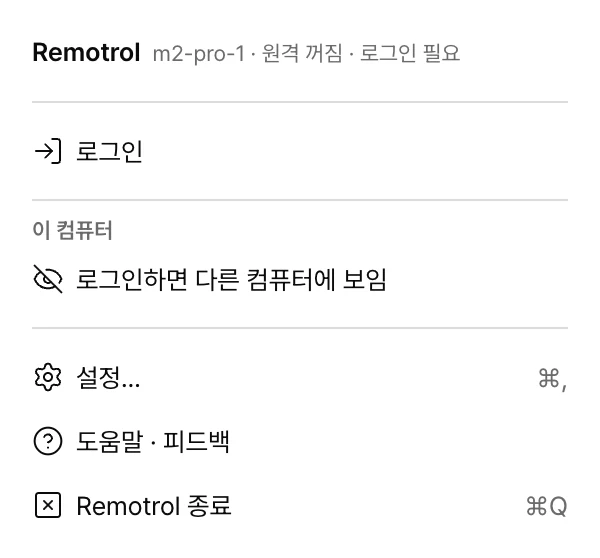 Remotrol m2-pro-1 · 원격 꺼짐 · 로그인 필요
로그인
이 컴퓨터
로그인하면 다른 컴퓨터에 보임
설정... ⌘,
도움말 · 피드백
Remotrol 종료 ⌘Q